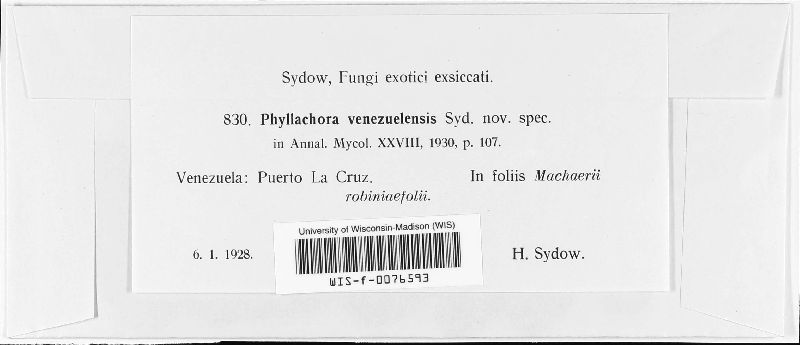 Sydow, Fungi exotici exsiccati.
830. Phyllachora venezuelensis Syd. nov. spec.
in Annal. Mycol. XXVIII, 1930, p. 107.
Venezuela: Puerto La Cruz. In foliis Machaerii
robiniaefolii.
University of Wisconsin-Madison (WIS)
WIS-f-0076593
6. 1. 1928. H. Sydow.